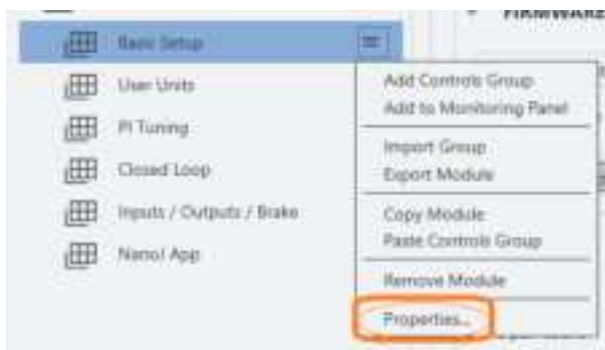 FIRMWARE
Basic Setup
User Units
PI Tuning
Closed Loop
Inputs / Outputs / Brake
NanoJ App
Add Controls Group
Add to Monitoring Panel
Import Group
Export Module
Copy Module
Paste Controls Group
Remove Module
Properties...